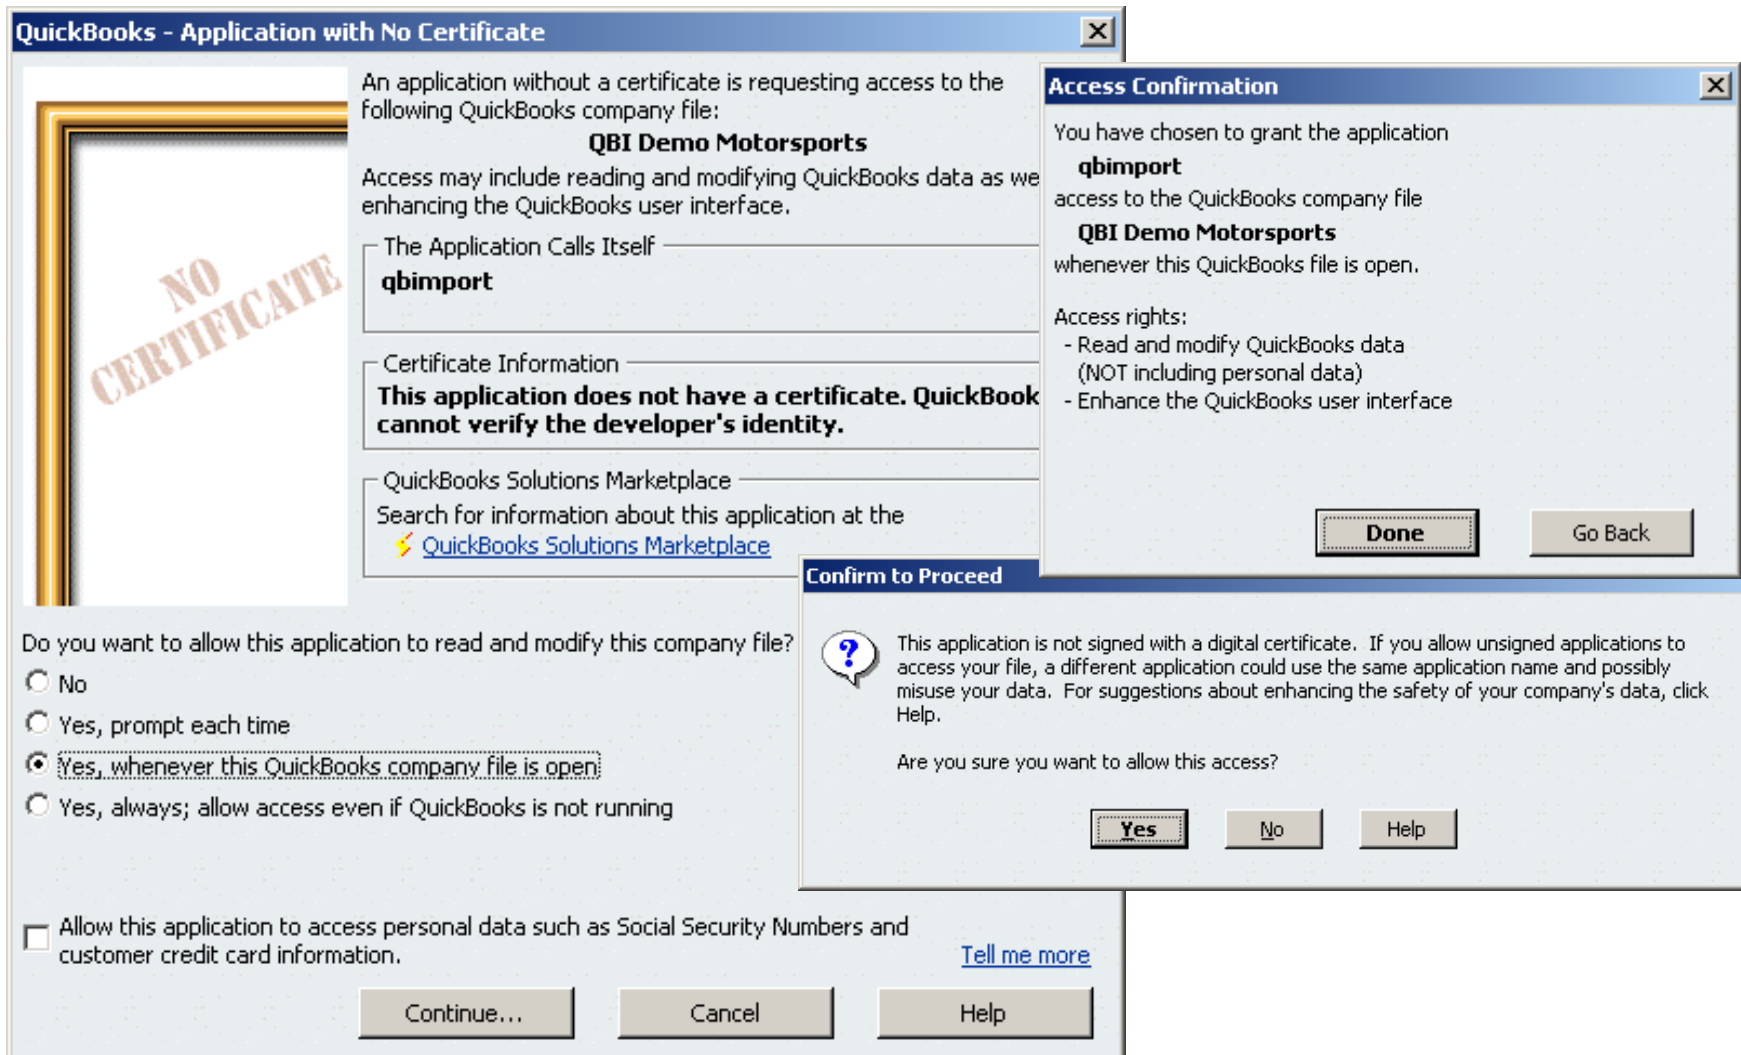 QuickBooks - Application with No Certificate
NO
CERTIFICATE
An application without a certificate is requesting access to the
following QuickBooks company file:
QBI Demo Motorsports
Access may include reading and modifying QuickBooks data as we
enhancing the QuickBooks user interface.
The Application Calls Itself
qbimport
Certificate Information
This application does not have a certificate. QuickBook
cannot verify the developer's identity.
QuickBooks Solutions Marketplace
Search for information about this application at the
QuickBooks Solutions Marketplace
Do you want to allow this application to read and modify this company file?
No
Yes, prompt each time
Yes, whenever this QuickBooks company file is open
Yes, always; allow access even if QuickBooks is not running
Allow this application to access personal data such as Social Security Numbers and
customer credit card information.
Tell me more
Continue...
Cancel
Help
Access Confirmation
You have chosen to grant the application
qbimport
access to the QuickBooks company file
QBI Demo Motorsports
whenever this QuickBooks file is open.
Access rights:
- Read and modify QuickBooks data
(NOT including personal data)
- Enhance the QuickBooks user interface
Done
Go Back
Confirm to Proceed
This application is not signed with a digital certificate. If you allow unsigned applications to
access your file, a different application could use the same application name and possibly
misuse your data. For suggestions about enhancing the safety of your company's data, click
Help.
Are you sure you want to allow this access?
Yes
No
Help